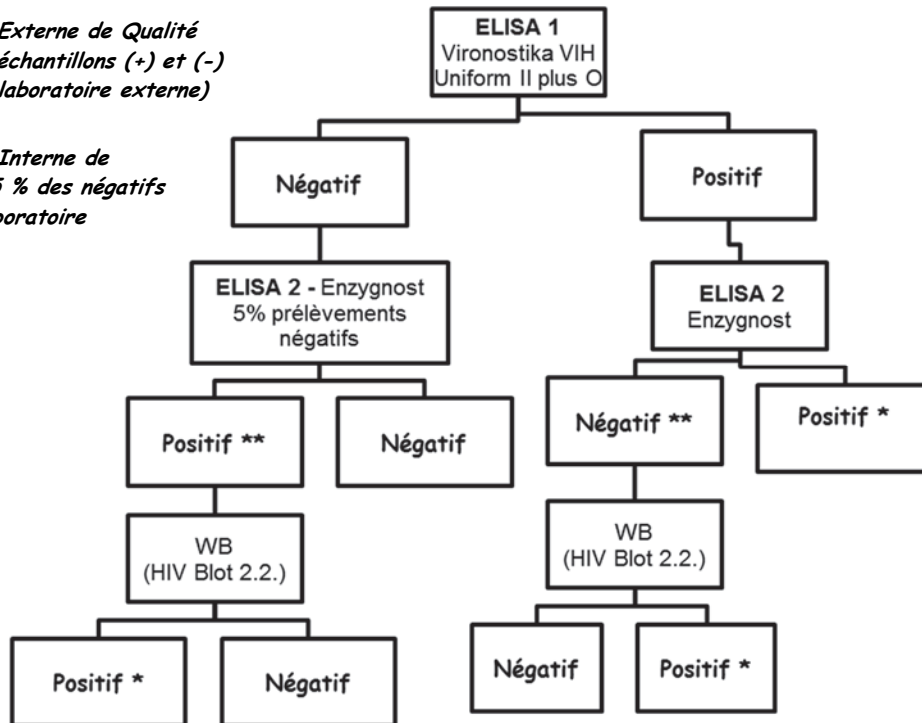 Externe de Qualité
échantillons (+) et (-)
laboratoire externe)
Interne de
% des négatifs
ELISA 1
Vironostika VIH
Uniform II plus O
Négatif
Positif
ELISA 2 - Enzygnost
5% prélèvements
négatifs
ELISA 2
Enzygnost
Positif **
Négatif
Négatif **
Positif *
WB
(HIV Blot 2.2.)
WB
(HIV Blot 2.2.)
Positif *
Négatif
Négatif
Positif *